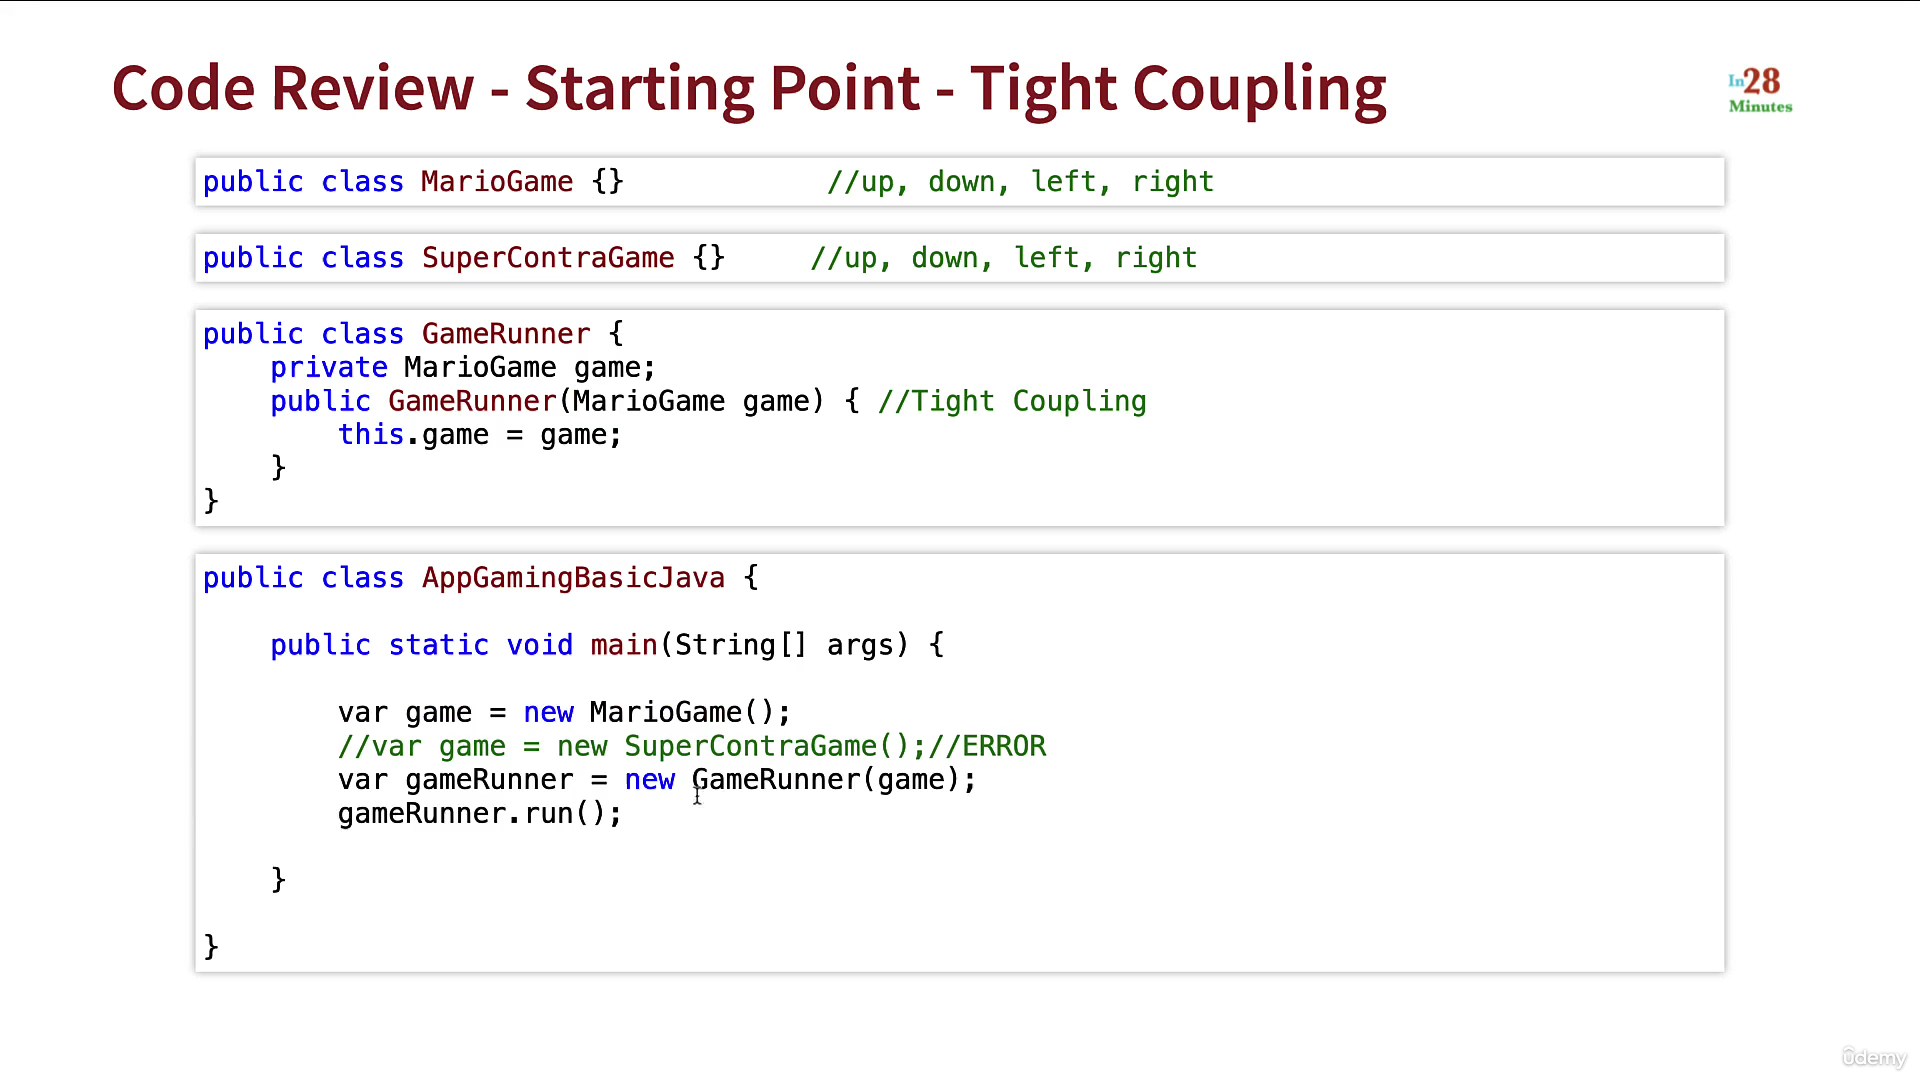 Code Review - Starting Point - Tight Coupling
In28
Minutes
public class MarioGame {} //up, down, left, right
public class SuperContraGame {} //up, down, left, right
public class GameRunner {
private MarioGame game;
public GameRunner(MarioGame game) { //Tight Coupling
this.game = game;
}
}
public class AppGamingBasicJava {
public static void main(String[] args) {
var game = new MarioGame();
//var game = new SuperContraGame();//ERROR
var gameRunner = new GameRunner(game);
gameRunner.run();
}
}
ûdemy